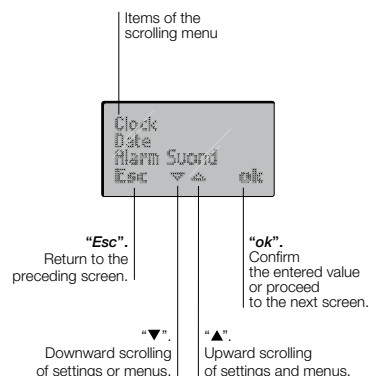 Items of the
scrolling menu
Clock
Date
Alarm Suond
Esc ▽ △ ok
“Esc”.
Return to the
preceding screen.
“ok”.
Confirm
the entered value
or proceed
to the next screen.
“▼”.
Downward scrolling
of settings or menus.
“▲”.
Upward scrolling
of settings and menus.